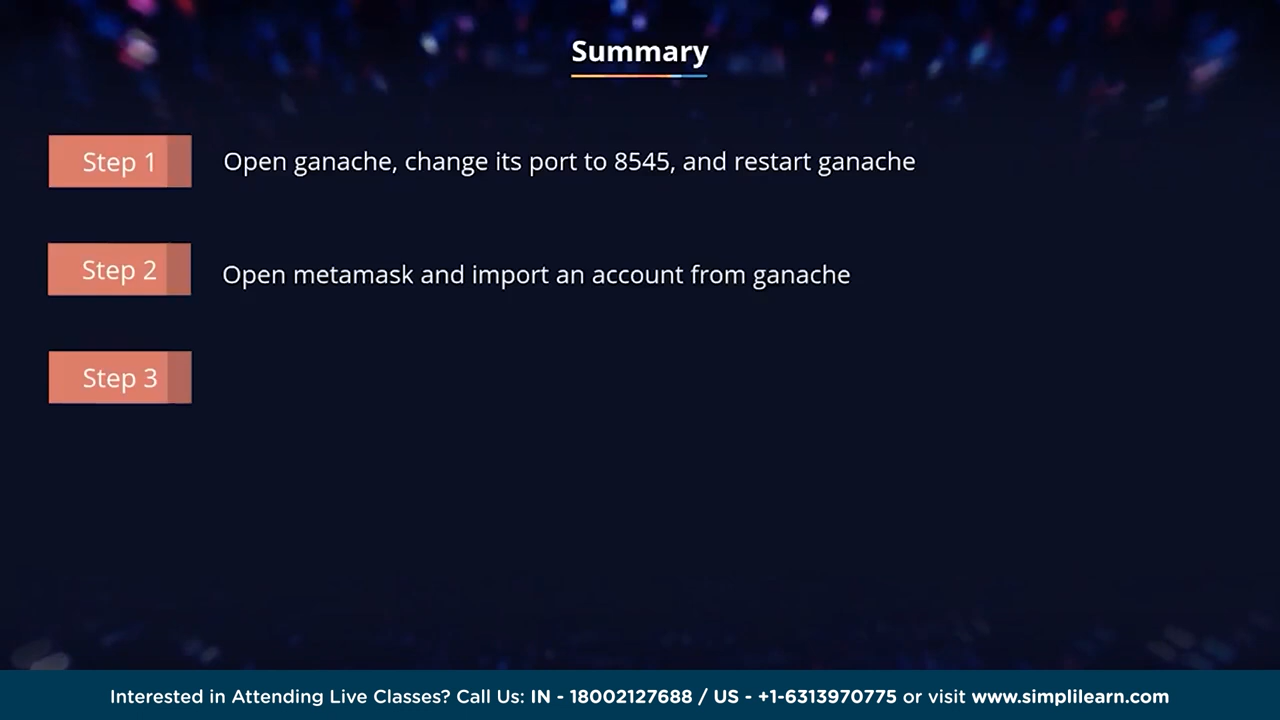 Summary
Step 1
Open ganache, change its port to 8545, and restart ganache
Step 2
Open metamask and import an account from ganache
Step 3
Interested in Attending Live Classes? Call Us: IN - 18002127688 / US - +1-6313970775 or visit www.simplilearn.com